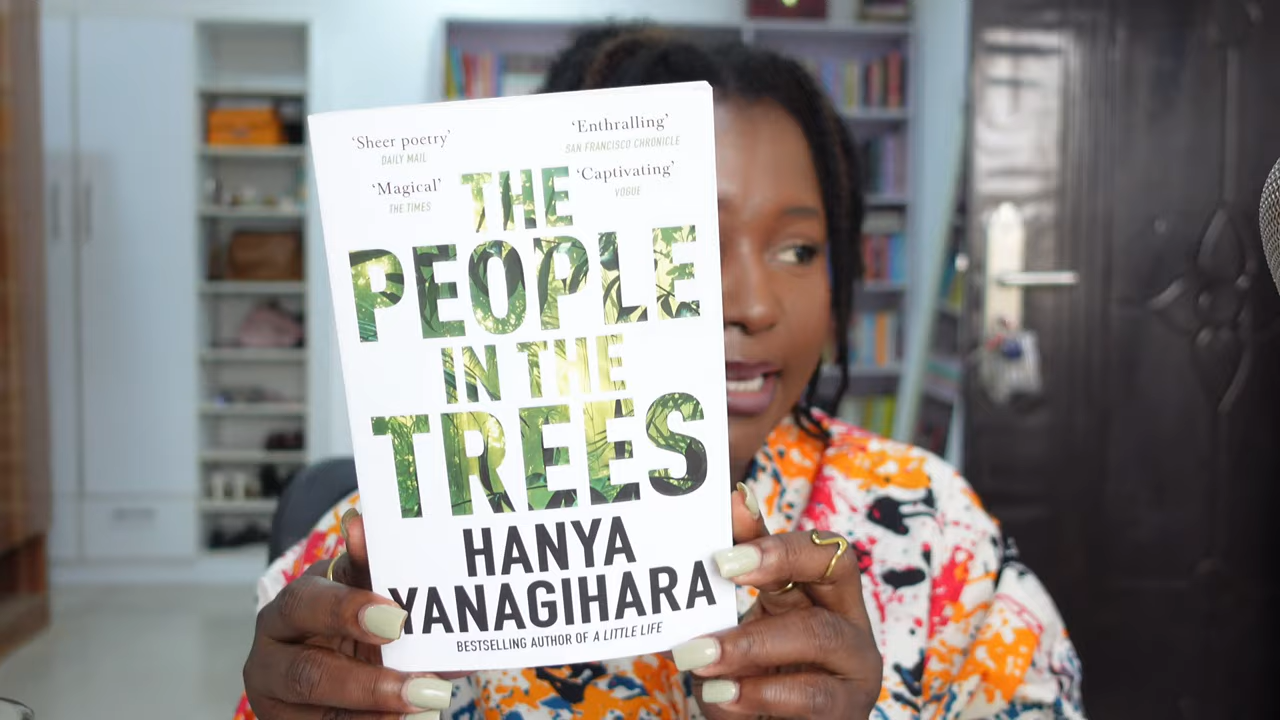 'Sheer poetry'
DAILY MAIL
'Enthralling'
SAN FRANCISCO CHRONICLE
'Magical'
THE TIMES
'Captivating'
VOGUE
THE
PEOPLE
IN THE
TREES
HANYA
YANAGIHARA
BESTSELLING AUTHOR OF A LITTLE LIFE